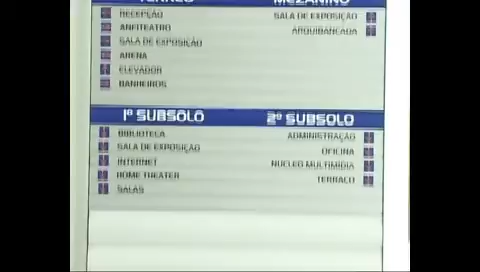 TÉRREO
MEZANINO
RECEPÇÃO
ANFITEATRO
SALA DE EXPOSIÇÃO
ARENA
ELEVADOR
BANHEIROS
SALA DE EXPOSIÇÃO
ARQUIBANCADA
1º SUBSOLO
2º SUBSOLO
BIBLIOTECA
SALA DE EXPOSIÇÃO
INTERNET
HOME THEATER
SALAS
ADMINISTRAÇÃO
OFICINA
NÚCLEO MULTIMÍDIA
TERRAÇO